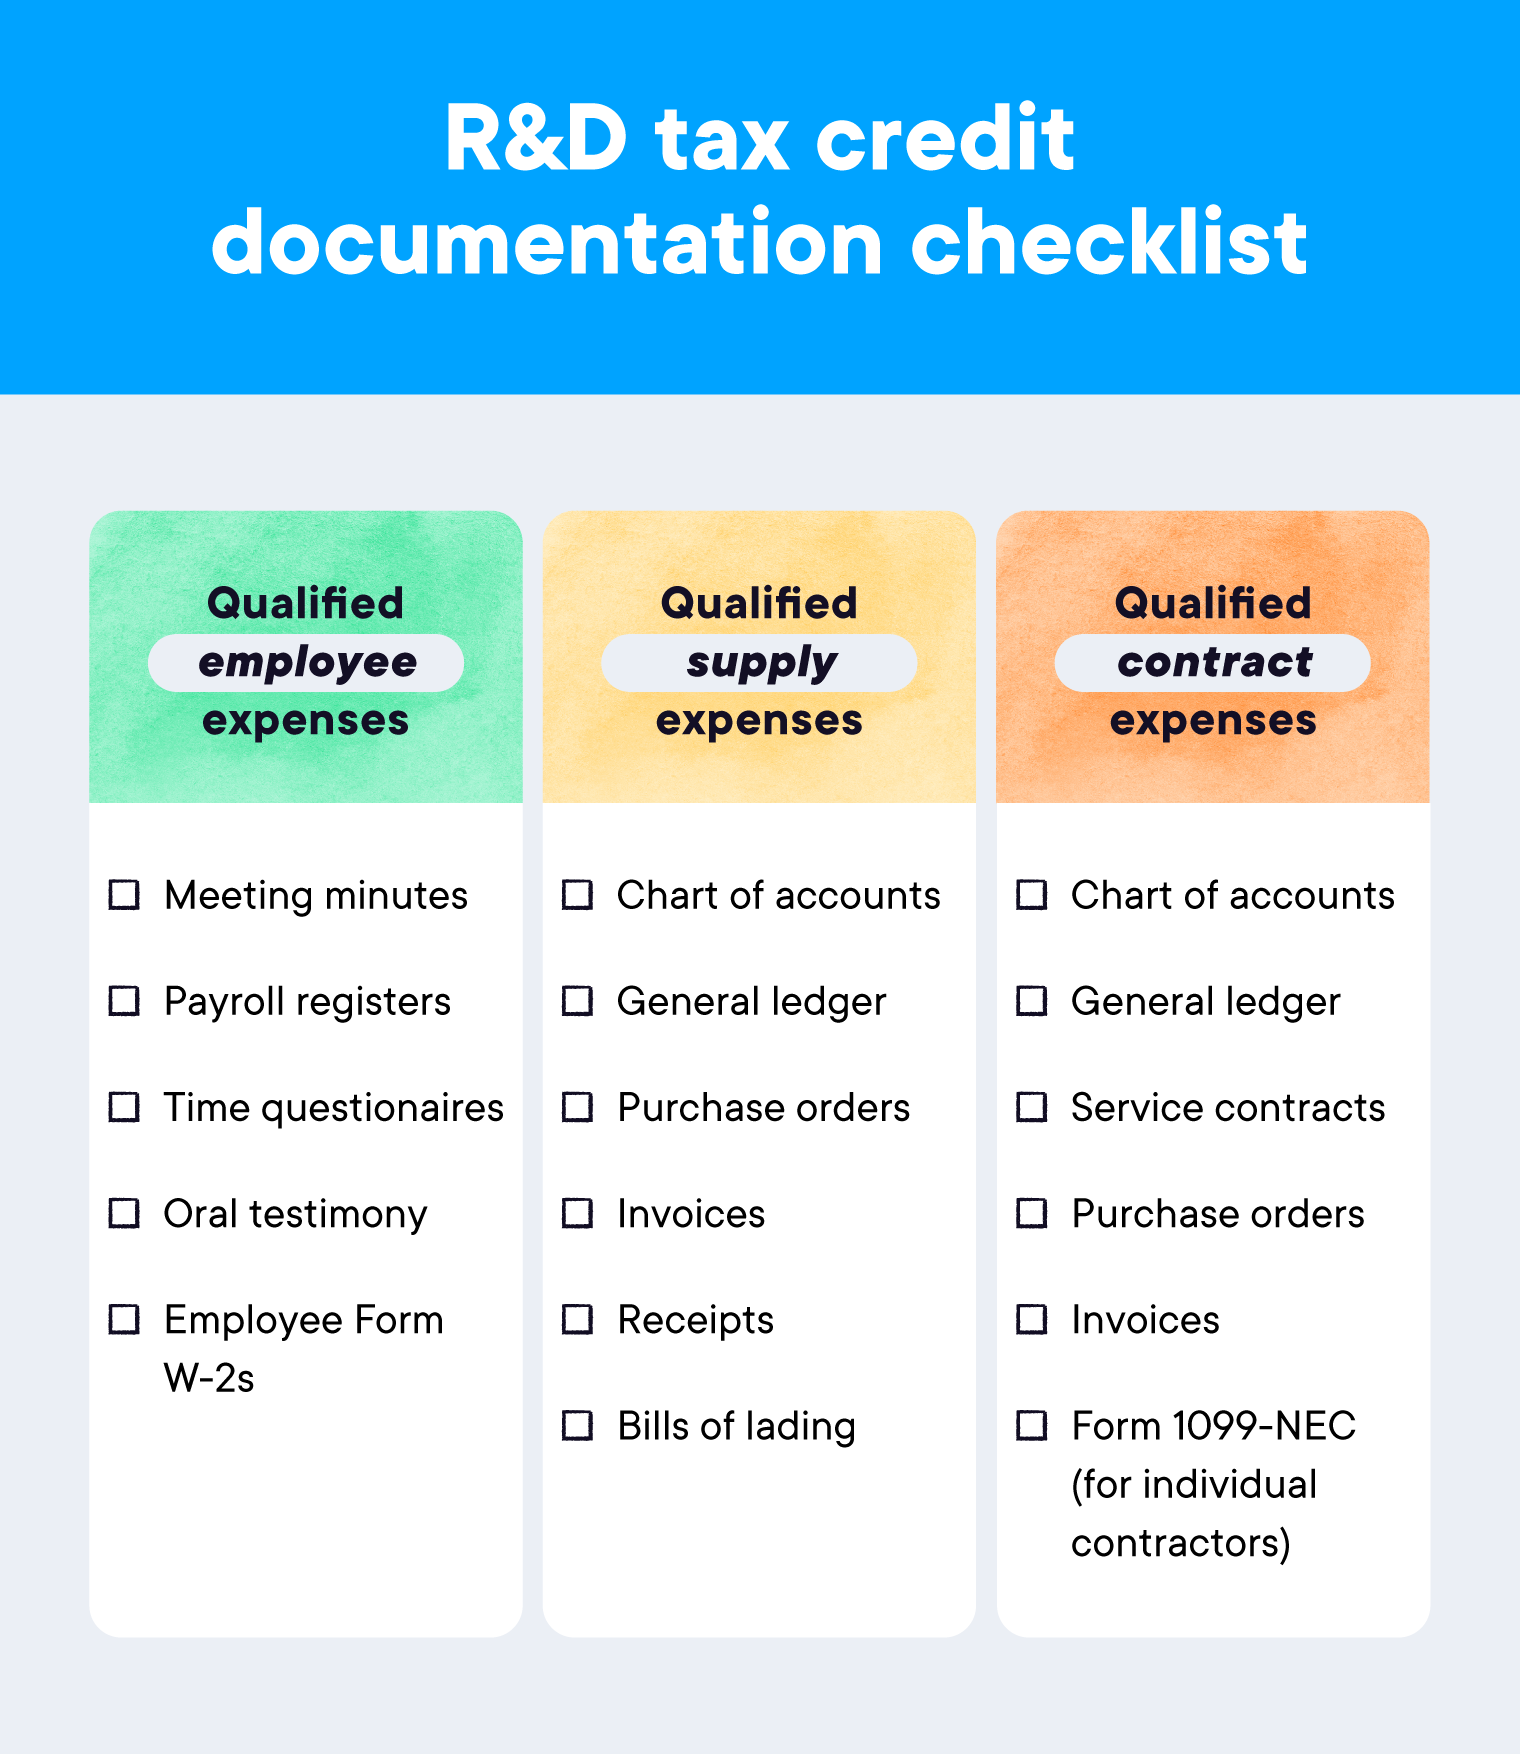 R&D tax credit
documentation checklist
Qualified
employee
expenses
Meeting minutes
Payroll registers
Time questionaires
Oral testimony
Employee Form
W-2s
Qualified
supply
expenses
Chart of accounts
General ledger
Purchase orders
Invoices
Receipts
Bills of lading
Qualified
contract
expenses
Chart of accounts
General ledger
Service contracts
Purchase orders
Invoices
Form 1099-NEC
(for individual
contractors)